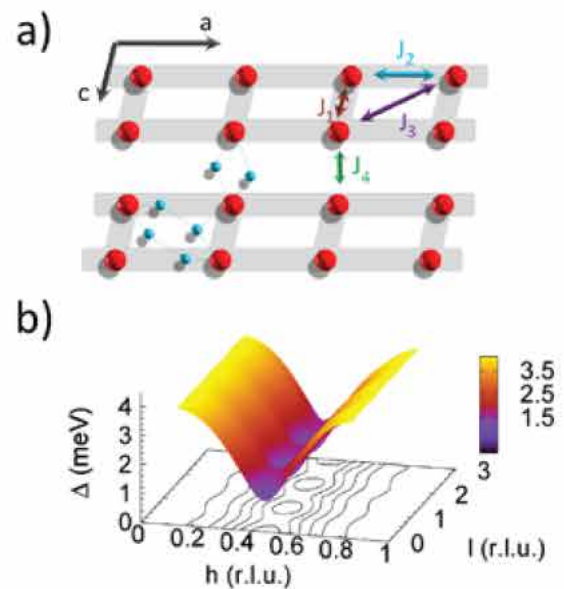 a)
a
c
J₁
J₂
J₃
J₄
b)
Δ (meV)
4
3
2
1
0
0 0.2 0.4 0.6 0.8 1
h (r.l.u.)
0 1 2 3
l (r.l.u.)
3.5
2.5
1.5